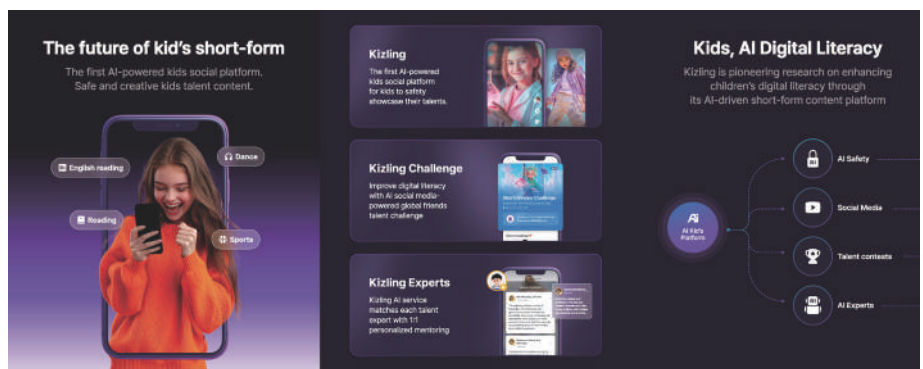 The future of kid's short-form
The first AI-powered kids social platform.
Safe and creative kids talent content.
English reading
Dance
Reading
Sports
Kizling
The first AI-powered
kids social platform
for kids to safety
showcase their talents.
Kizling Challenge
Improve digital literacy
with AI social media-
powered global friends
talent challenge
Kizling Experts
Kizling AI service
matches each talent
expert with 1:1
personalized mentoring
Kids, AI Digital Literacy
Kizling is pioneering research on enhancing
children's digital literacy through
its AI-driven short-form content platform
Ai
AI Kid's
Platform
AI Safety
Social Media
Talent contests
AI Experts